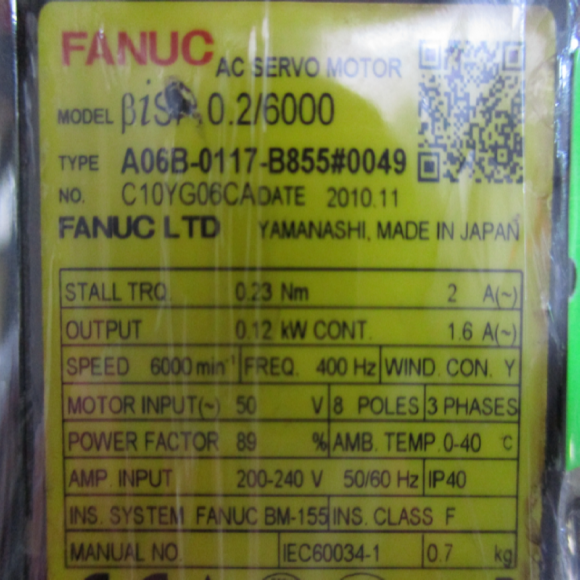 FANUC AC SERVO MOTOR
MODEL βiS 0.2/6000
TYPE A06B-0117-B855#0049
NO. C10YG06CA DATE 2010.11
FANUC LTD YAMANASHI, MADE IN JAPAN
STALL TRQ. 0.23 Nm 2 A(~)
OUTPUT 0.12 kW CONT. 1.6 A(~)
SPEED 6000 min⁻¹ FREQ. 400 Hz WIND. CON. Y
MOTOR INPUT(~) 50 V 8 POLES 3 PHASES
POWER FACTOR 89 % AMB. TEMP. 0-40 °C
AMP. INPUT 200-240 V 50/60 Hz IP40
INS. SYSTEM FANUC BM-155 INS. CLASS F
MANUAL NO. IEC60034-1 0.7 kg